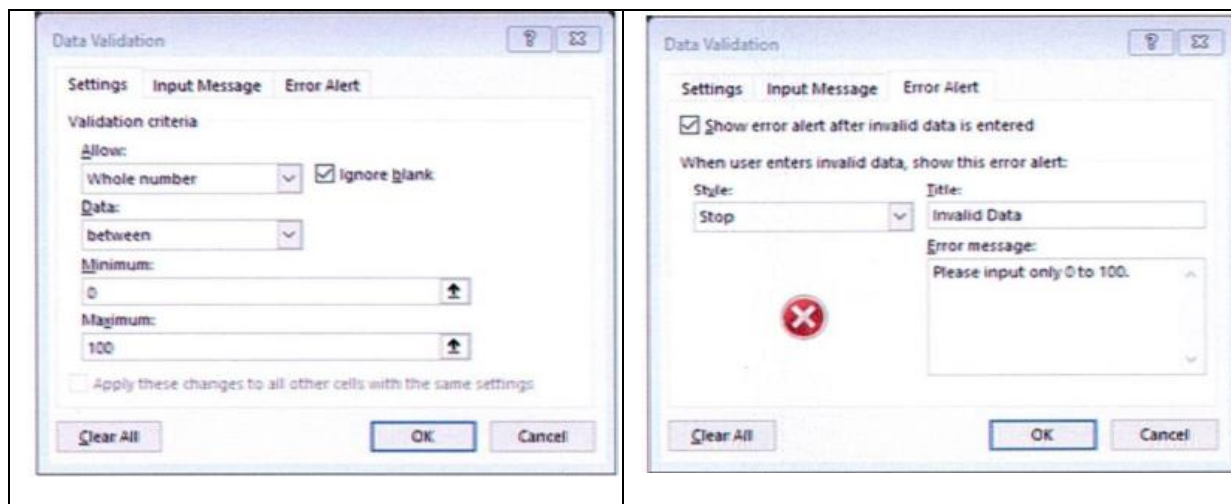 Data Validation
Settings Input Message Error Alert
Validation criteria
Allow:
Whole number Ignore blank
Data:
between
Minimum:
0
Maximum:
100
Apply these changes to all other cells with the same settings
Clear All OK Cancel
Data Validation
Settings Input Message Error Alert
Show error alert after invalid data is entered
When user enters invalid data, show this error alert:
Style: Title:
Stop Invalid Data
Error message:
Please input only 0 to 100.
Clear All OK Cancel